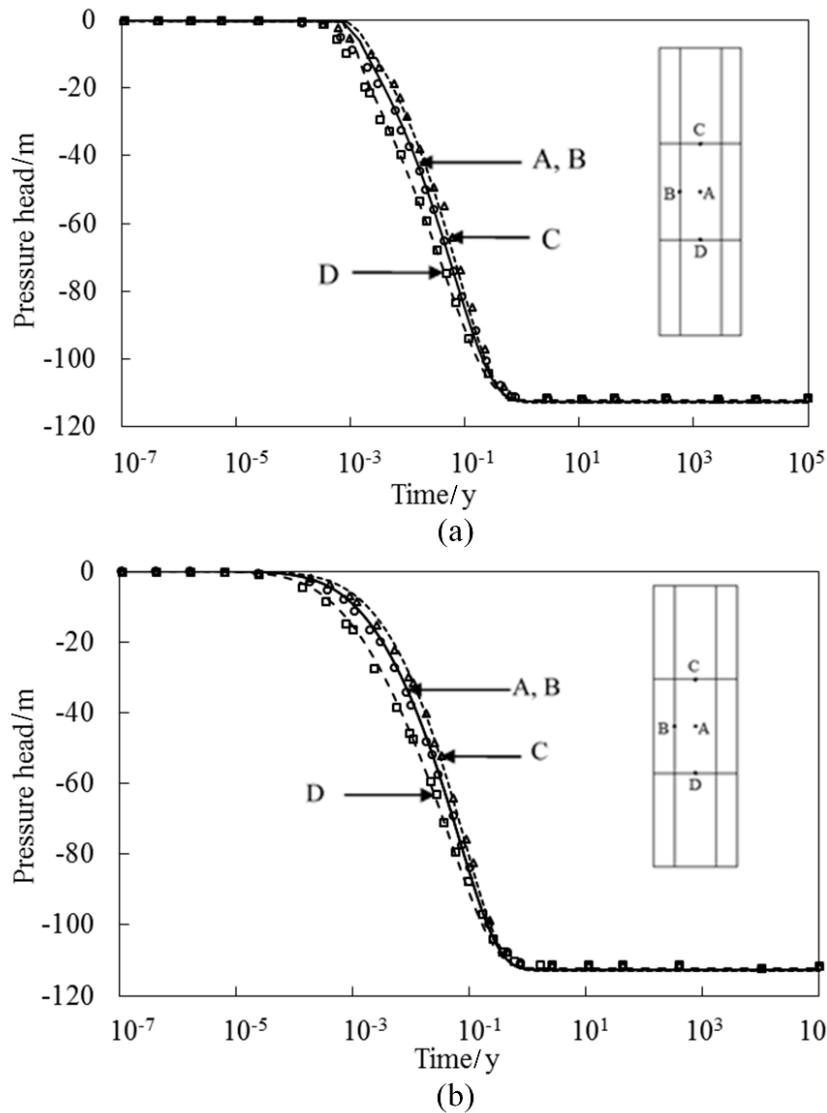 0
-20
-40
-60
-80
-100
-120
Pressure head/m
A, B
C
D
C
B
A
D
10-7
10-5
10-3
10-1
101
103
105
Time/ y
(a)
0
-20
-40
-60
-80
-100
-120
Pressure head/m
A, B
C
D
C
B
A
D
10-7
10-5
10-3
10-1
101
103
10
Time/ y
(b)